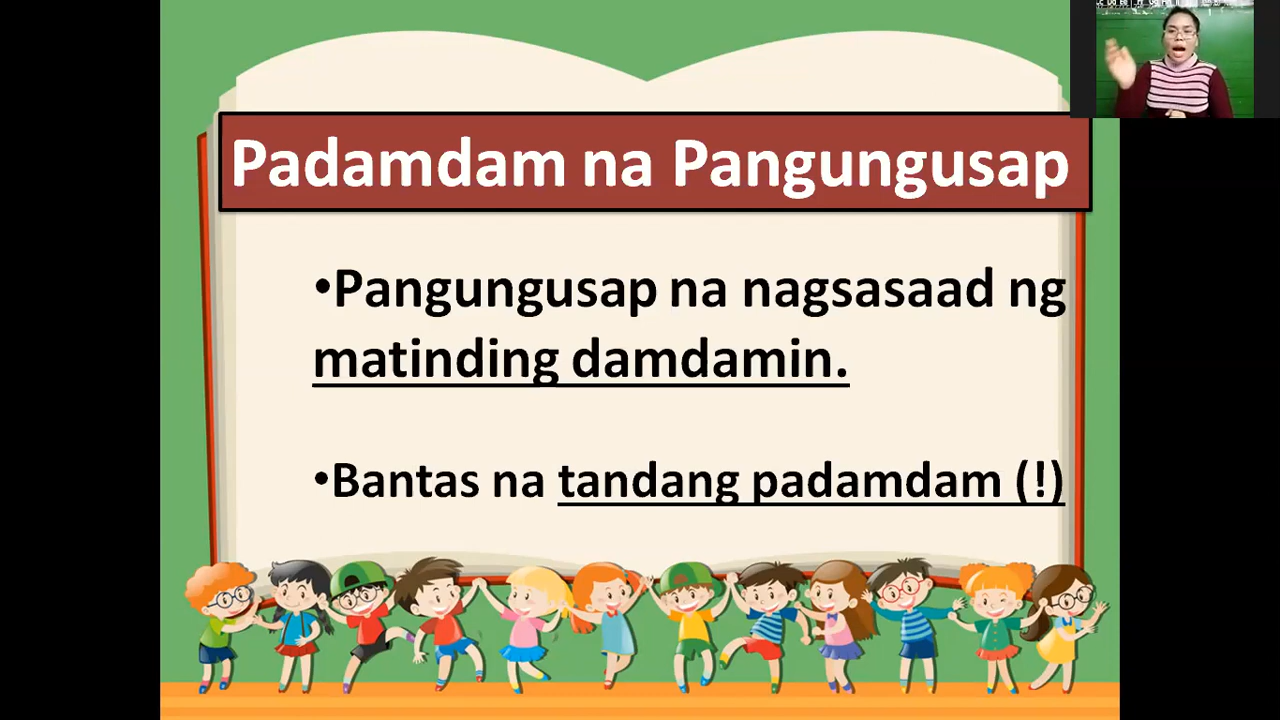 Padamdam na Pangungusap
•Pangungusap na nagsasaad ng
matinding damdamin.
•Bantas na tandang padamdam (!)